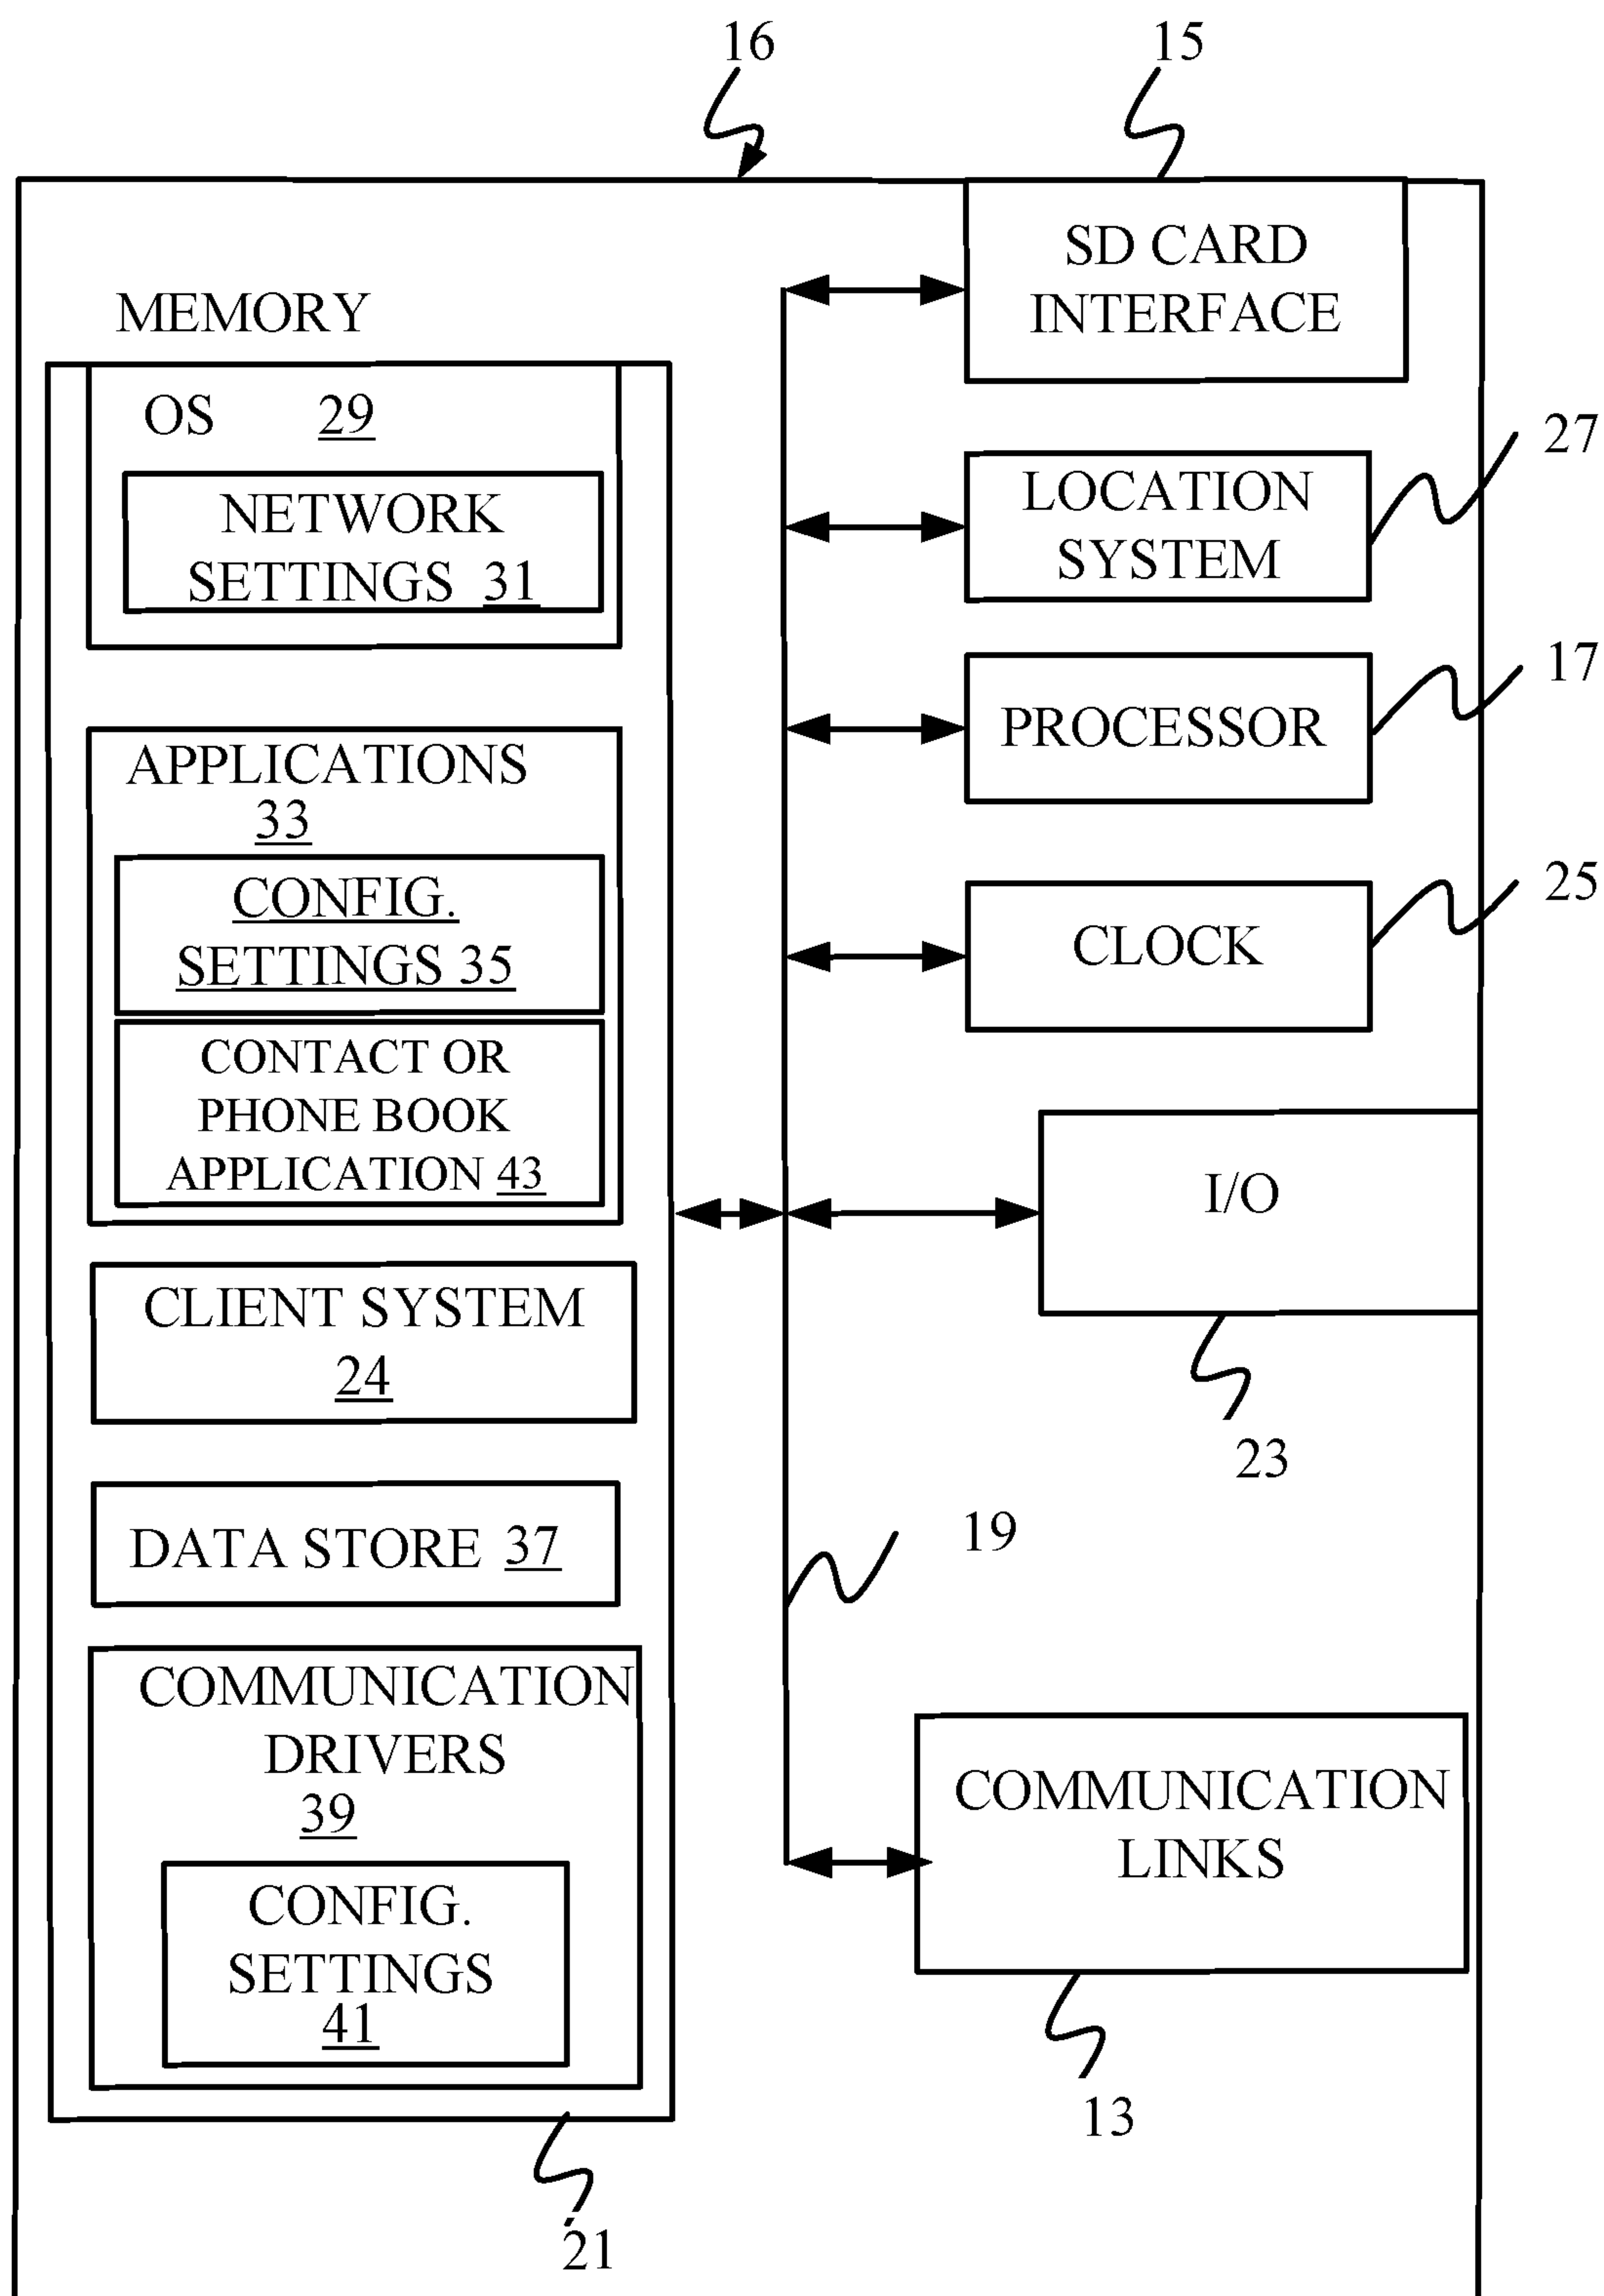 16
15
MEMORY
OS 29
NETWORK
SETTINGS 31
APPLICATIONS
33
CONFIG.
SETTINGS 35
CONTACT OR
PHONE BOOK
APPLICATION 43
CLIENT SYSTEM
24
DATA STORE 37
COMMUNICATION
DRIVERS
39
CONFIG.
SETTINGS
41
21
SD CARD
INTERFACE
LOCATION
SYSTEM
27
PROCESSOR
17
CLOCK
25
I/O
23
19
COMMUNICATION
LINKS
13